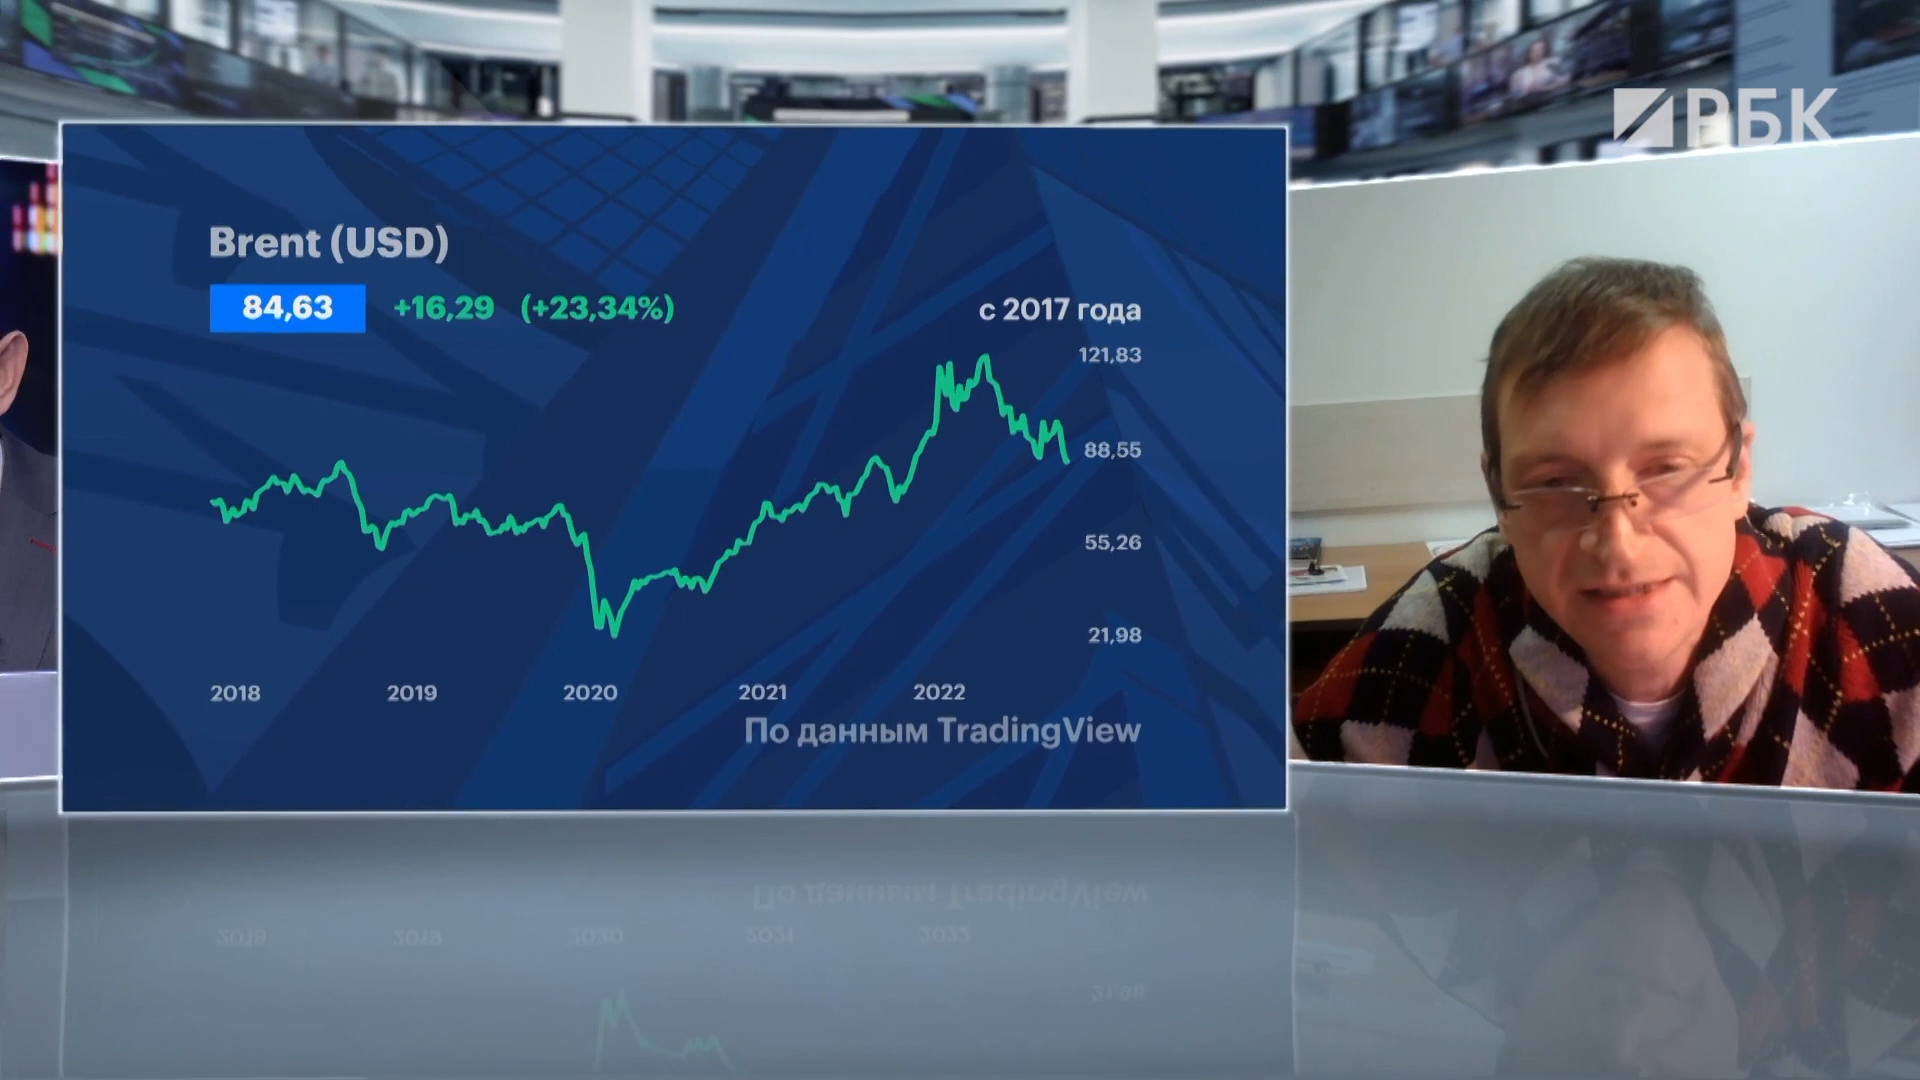 РБК
Brent (USD)
84,63 +16,29 (+23,34%)
с 2017 года
121,83
88,55
55,26
21,98
2018 2019 2020 2021 2022
По данным TradingView